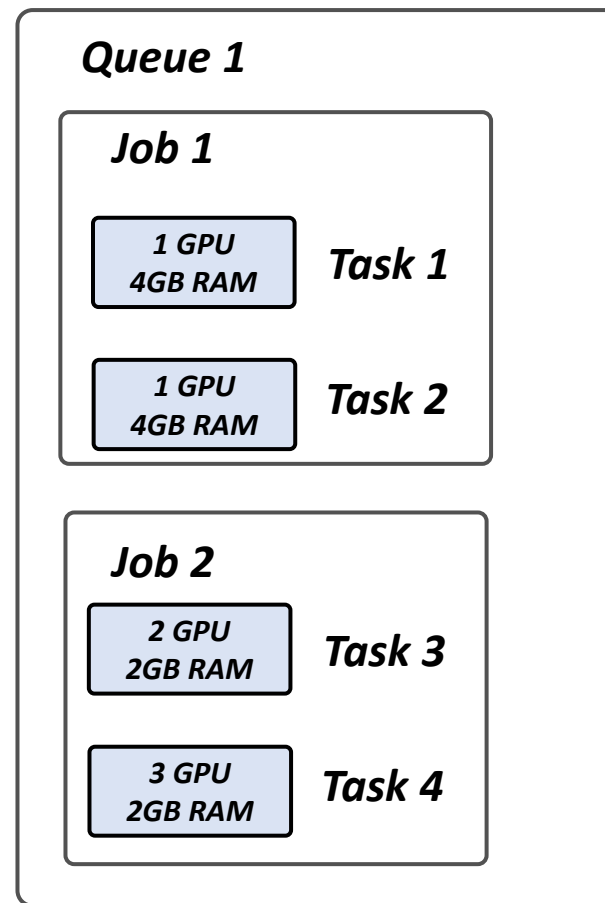 Queue 1
Job 1
1 GPU
4GB RAM
Task 1
1 GPU
4GB RAM
Task 2
Job 2
2 GPU
2GB RAM
Task 3
3 GPU
2GB RAM
Task 4